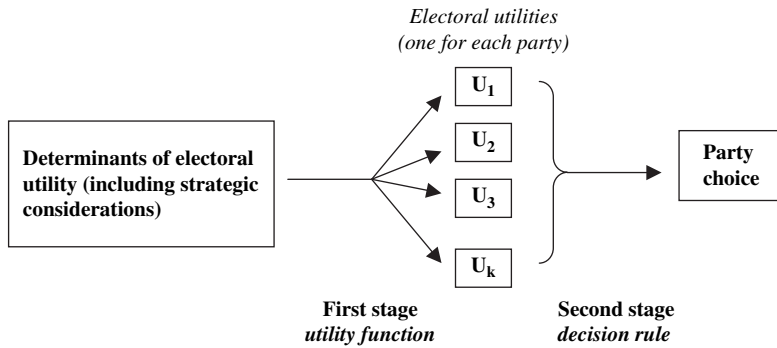 Electoral utilities
(one for each party)
U1
U2
U3
Uk
Determinants of electoral
utility (including strategic
considerations)
Party
choice
First stage
utility function
Second stage
decision rule